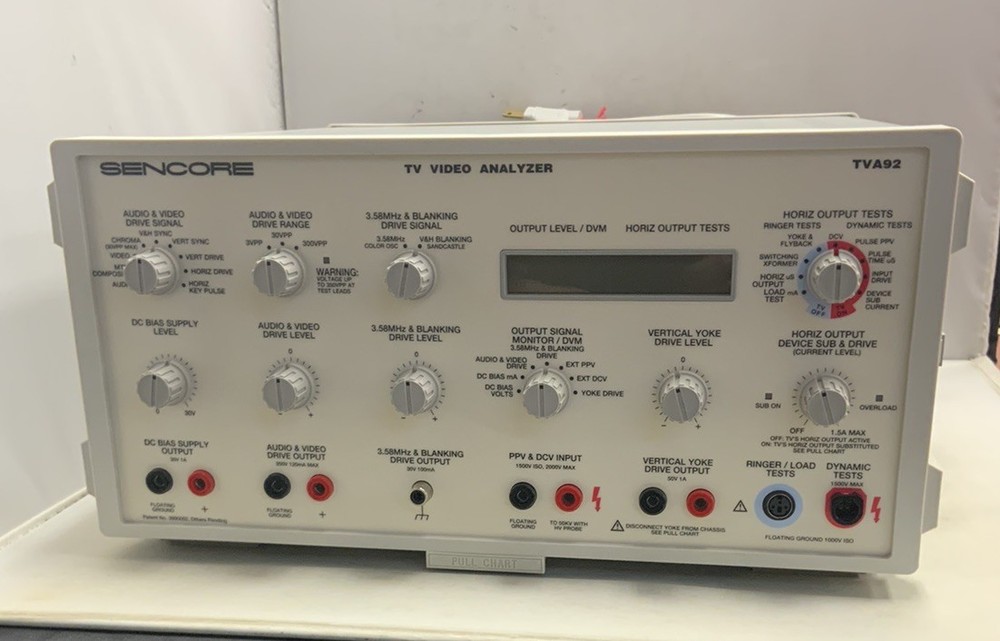 SENCORE
TV VIDEO ANALYZER
TVA92
AUDIO & VIDEO
DRIVE SIGNAL
V&H SYNC
CHROMA
(30VPP MAX)
VERT SYNC
VIDEO
VERT DRIVE
HORIZ DRIVE
HORIZ
KEY PULSE
AUDIO & VIDEO
DRIVE RANGE
30VPP
3VPP
300VPP
WARNING:
VOLTAGE UP
TO 350VPP AT
TEST LEADS
3.58MHz & BLANKING
DRIVE SIGNAL
3.58MHz
COLOR OSC
V&H BLANKING
SANDCASTLE
OUTPUT LEVEL / DVM
HORIZ OUTPUT TESTS
HORIZ OUTPUT TESTS
RINGER TESTS
DYNAMIC TESTS
YOKE &
FLYBACK
DCV
PULSE PPV
SWITCHING
XFORMER
PULSE
TIME uS
HORIZ uS
OUTPUT
LOAD mA
TEST
INPUT
DRIVE
DEVICE
SUB
CURRENT
TV
OFF
TV
ON
DC BIAS SUPPLY
LEVEL
0
30V
AUDIO & VIDEO
DRIVE LEVEL
0
- +
3.58MHz & BLANKING
DRIVE LEVEL
0
- +
OUTPUT SIGNAL
MONITOR / DVM
3.58MHz & BLANKING
DRIVE
AUDIO & VIDEO
DRIVE
EXT PPV
DC BIAS mA
EXT DCV
DC BIAS
VOLTS
YOKE DRIVE
VERTICAL YOKE
DRIVE LEVEL
0
- +
HORIZ OUTPUT
DEVICE SUB & DRIVE
(CURRENT LEVEL)
SUB ON
OVERLOAD
OFF
1.5A MAX
OFF: TV'S HORIZ OUTPUT ACTIVE
ON: TV'S HORIZ OUTPUT SUBSTITUTED
SEE PULL CHART
DC BIAS SUPPLY
OUTPUT
30V 1A
FLOATING
GROUND
+
AUDIO & VIDEO
DRIVE OUTPUT
350V 120mA MAX
FLOATING
GROUND
+
3.58MHz & BLANKING
DRIVE OUTPUT
30V 100mA
PPV & DCV INPUT
1500V ISO, 2000V MAX
FLOATING
GROUND
TO 50KV WITH
HV PROBE
VERTICAL YOKE
DRIVE OUTPUT
50V 1A
DISCONNECT YOKE FROM CHASSIS
SEE PULL CHART
RINGER / LOAD
TESTS
DYNAMIC
TESTS
1500V MAX
FLOATING GROUND 1000V ISO
PULL CHART